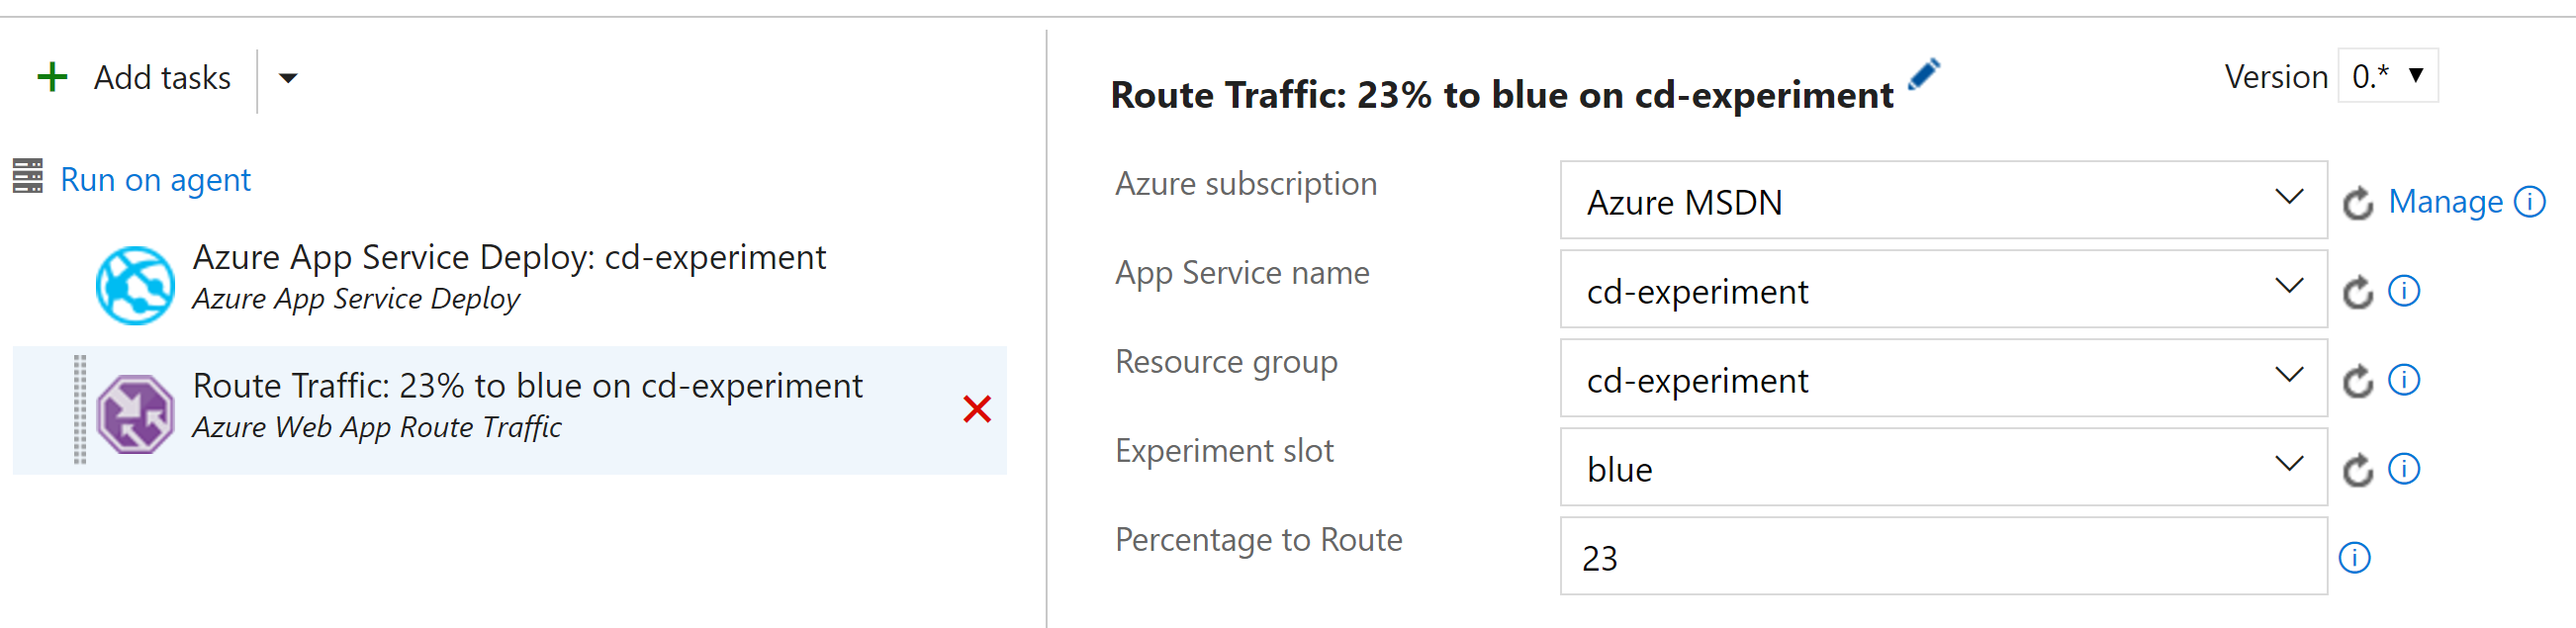 Add tasks
Run on agent
Azure App Service Deploy: cd-experiment
Azure App Service Deploy
Route Traffic: 23% to blue on cd-experiment
Azure Web App Route Traffic
Route Traffic: 23% to blue on cd-experiment
Version 0.*
Azure subscription
Azure MSDN
Manage
App Service name
cd-experiment
Resource group
cd-experiment
Experiment slot
blue
Percentage to Route
23